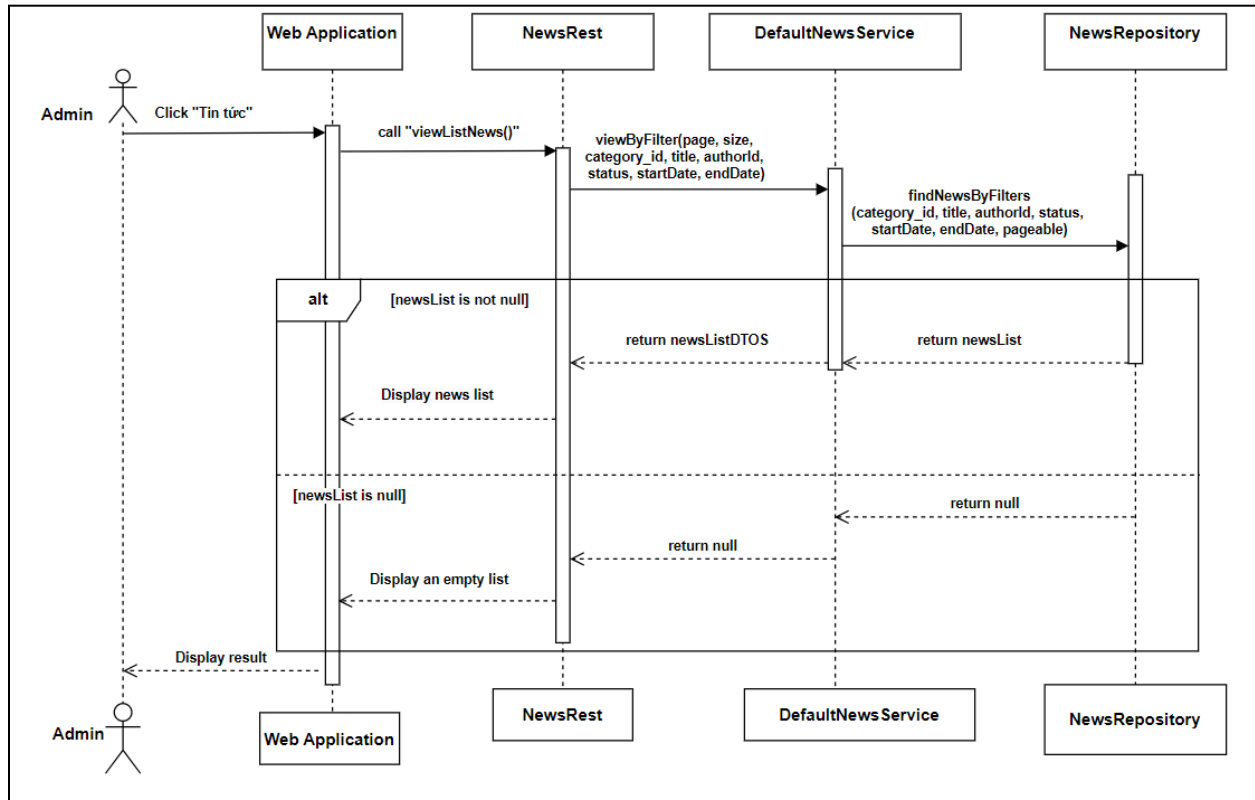 Web Application
NewsRest
DefaultNewsService
NewsRepository
Admin
Click "Tin tức"
call "viewListNews()"
viewByFilter(page, size,
category_id, title, authorId,
status, startDate, endDate)
findNewsByFilters
(category_id, title, authorId, status,
startDate, endDate, pageable)
alt
[newsList is not null]
return newsListDTOS
return newsList
Display news list
[newsList is null]
return null
return null
Display an empty list
Display result
Admin
Web Application
NewsRest
DefaultNewsService
NewsRepository